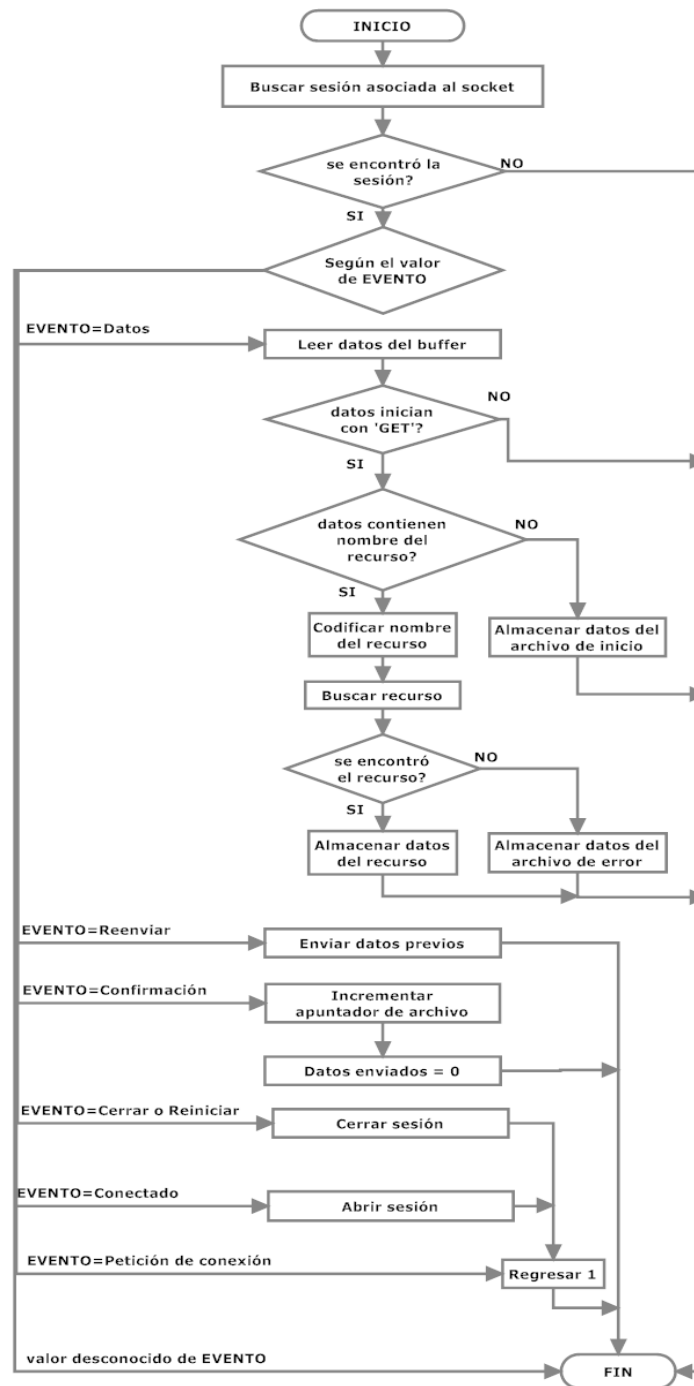 INICIO
Buscar sesión asociada al socket
se encontró la
sesión?
NO
SI
Según el valor
de EVENTO
EVENTO=Datos
Leer datos del buffer
NO
datos inician
con 'GET'?
SI
datos contienen
nombre del
recurso?
NO
SI
Codificar nombre
del recurso
Almacenar datos del
archivo de inicio
Buscar recurso
se encontró
el recurso?
NO
SI
Almacenar datos
del recurso
Almacenar datos del
archivo de error
EVENTO=Reenviar
Enviar datos previos
EVENTO=Confirmación
Incrementar
apuntador de archivo
Datos enviados = 0
EVENTO=Cerrar o Reiniciar
Cerrar sesión
EVENTO=Conectado
Abrir sesión
EVENTO=Petición de conexión
Regresar 1
valor desconocido de EVENTO
FIN